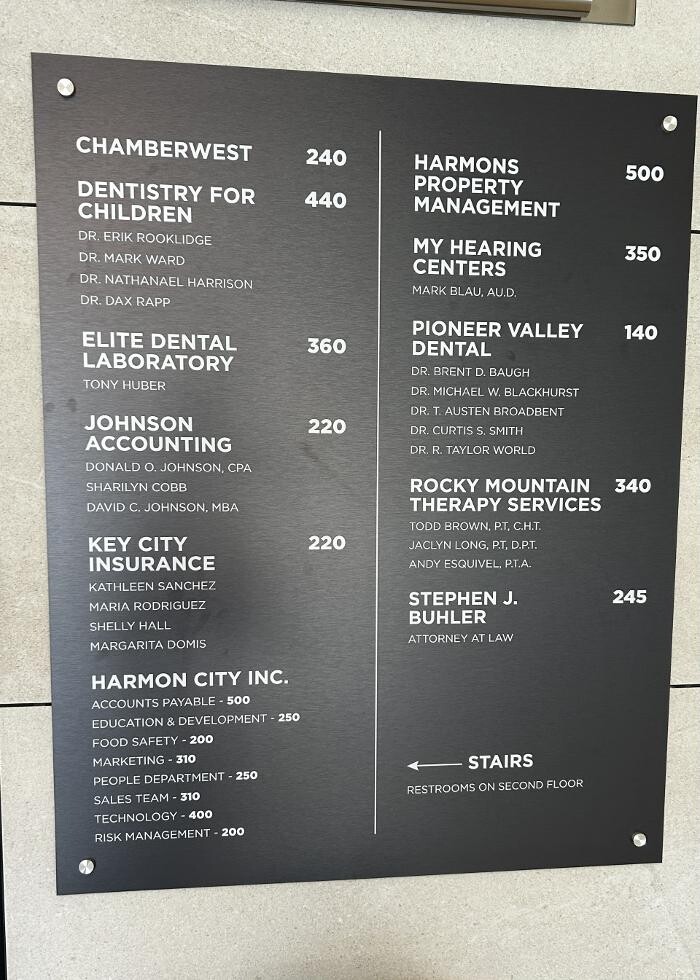 CHAMBERWEST 240
DENTISTRY FOR 440
CHILDREN
DR. ERIK ROOKLIDGE
DR. MARK WARD
DR. NATHANAEL HARRISON
DR. DAX RAPP
ELITE DENTAL 360
LABORATORY
TONY HUBER
JOHNSON 220
ACCOUNTING
DONALD O. JOHNSON, CPA
SHARILYN COBB
DAVID C. JOHNSON, MBA
KEY CITY 220
INSURANCE
KATHLEEN SANCHEZ
MARIA RODRIGUEZ
SHELLY HALL
MARGARITA DOMIS
HARMON CITY INC.
ACCOUNTS PAYABLE - 500
EDUCATION & DEVELOPMENT - 250
FOOD SAFETY - 200
MARKETING - 310
PEOPLE DEPARTMENT - 250
SALES TEAM - 310
TECHNOLOGY - 400
RISK MANAGEMENT - 200
HARMONS 500
PROPERTY
MANAGEMENT
MY HEARING 350
CENTERS
MARK BLAU, AU.D.
PIONEER VALLEY 140
DENTAL
DR. BRENT D. BAUGH
DR. MICHAEL W. BLACKHURST
DR. T. AUSTEN BROADBENT
DR. CURTIS S. SMITH
DR. R. TAYLOR WORLD
ROCKY MOUNTAIN 340
THERAPY SERVICES
TODD BROWN, P.T, C.H.T.
JACLYN LONG, P.T, D.P.T.
ANDY ESQUIVEL, P.T.A.
STEPHEN J. 245
BUHLER
ATTORNEY AT LAW
STAIRS
RESTROOMS ON SECOND FLOOR